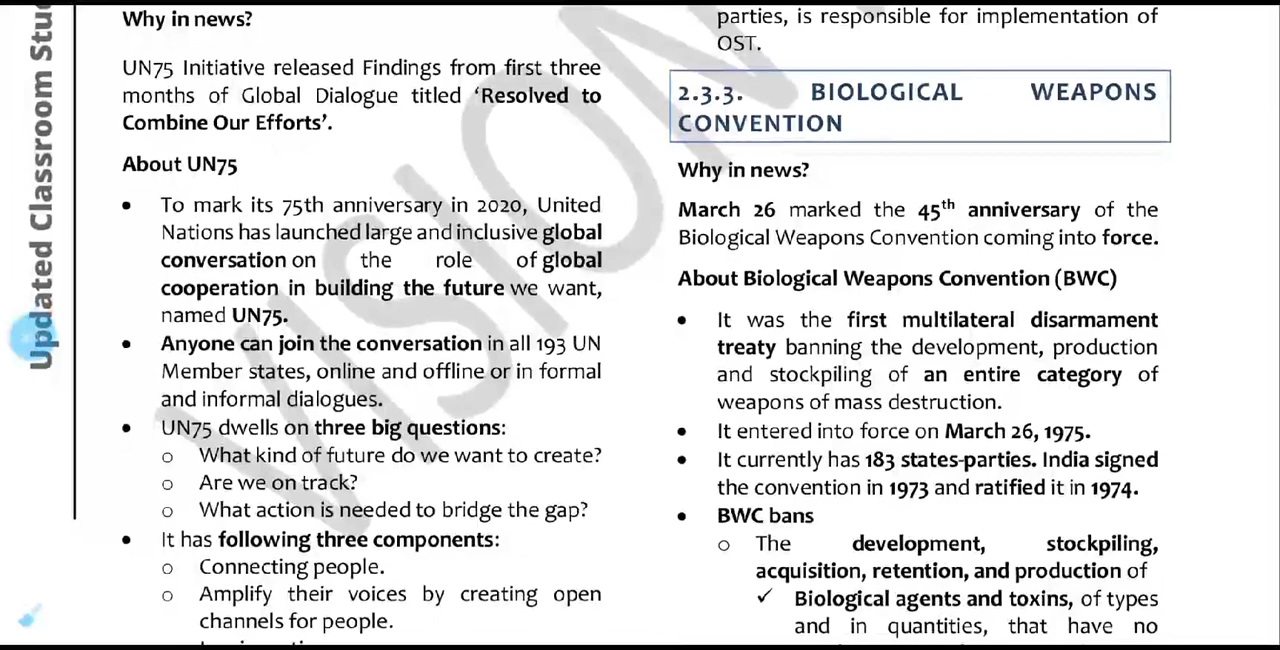 Updated Classroom Stu
Why in news?
UN75 Initiative released Findings from first three
months of Global Dialogue titled ‘Resolved to
Combine Our Efforts’.
About UN75
• To mark its 75th anniversary in 2020, United
Nations has launched large and inclusive global
conversation on the role of global
cooperation in building the future we want,
named UN75.
• Anyone can join the conversation in all 193 UN
Member states, online and offline or in formal
and informal dialogues.
• UN75 dwells on three big questions:
o What kind of future do we want to create?
o Are we on track?
o What action is needed to bridge the gap?
• It has following three components:
o Connecting people.
o Amplify their voices by creating open
channels for people.
parties, is responsible for implementation of
OST.
2.3.3. BIOLOGICAL WEAPONS
CONVENTION
Why in news?
March 26 marked the 45th anniversary of the
Biological Weapons Convention coming into force.
About Biological Weapons Convention (BWC)
• It was the first multilateral disarmament
treaty banning the development, production
and stockpiling of an entire category of
weapons of mass destruction.
• It entered into force on March 26, 1975.
• It currently has 183 states-parties. India signed
the convention in 1973 and ratified it in 1974.
• BWC bans
o The development, stockpiling,
acquisition, retention, and production of
✓ Biological agents and toxins, of types
and in quantities, that have no
VISION